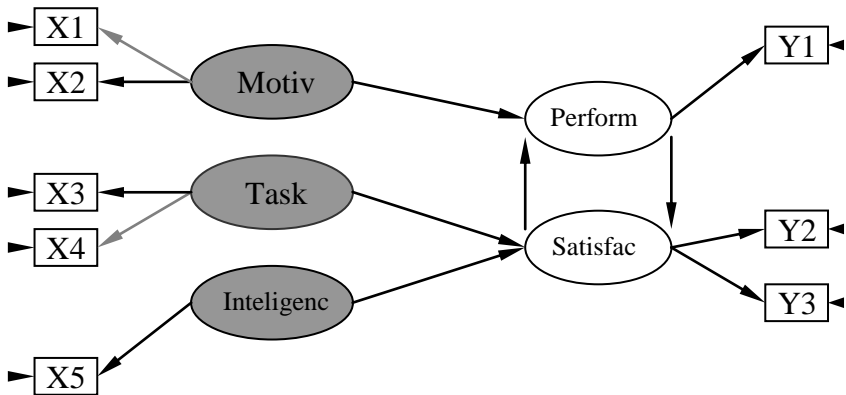 X1
X2
Motiv
Y1
Perform
X3
Task
X4
Satisfac
Y2
Inteligenc
Y3
X5